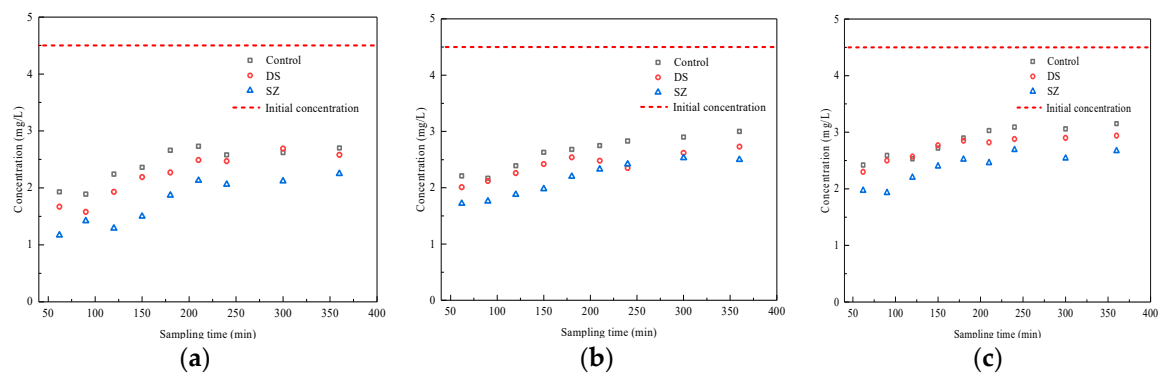 5
4
3
2
1
0
Concentration (mg/L)
Control
DS
SZ
Initial concentration
50 100 150 200 250 300 350 400
Sampling time (min)
(a)
5
4
3
2
1
0
Concentration (mg/L)
Control
DS
SZ
Initial concentration
50 100 150 200 250 300 350 400
Sampling time (min)
(b)
5
4
3
2
1
0
Concentration (mg/L)
Control
DS
SZ
Initial concentration
50 100 150 200 250 300 350 400
Sampling time (min)
(c)